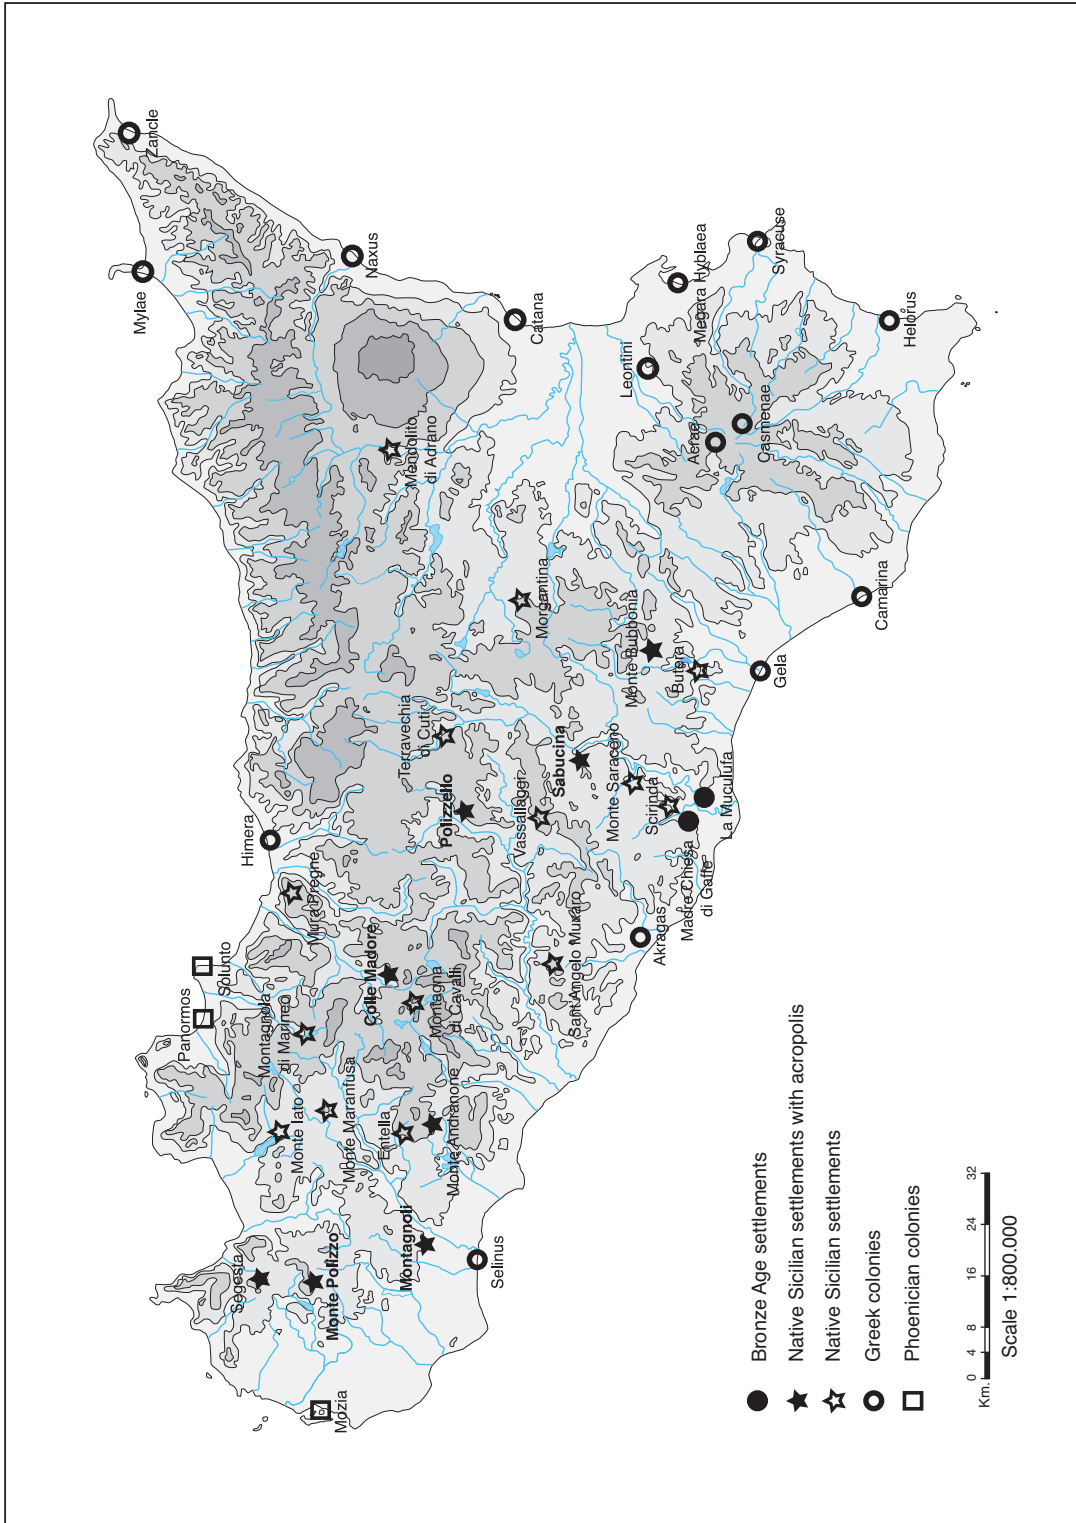 Zancle
Mylae
Naxus
Catana
Mendolito
di Adrano
Leontini
Megara Hyblaea
Syracuse
Acrae
Casmenae
Helorus
Camarina
Morgantina
Monte Bubbonia
Butera
Gela
Terravechia
di Cuti
Polizzello
Vassallaggi
Sabucina
Monte Saraceno
Scirinda
La Muculufa
Madre Chiesa
di Gaffe
Himera
Mura Pregne
Akragas
Sant'Angelo Muxaro
Solunto
Panormos
Colle Madore
Montagna
di Cavalli
Montagnola
di Marineo
Monte Iato
Monte Maranfusa
Entella
Monte Adranone
Segesta
Monte Polizzo
Montagnoli
Selinus
Mozia
Bronze Age settlements
Native Sicilian settlements with acropolis
Native Sicilian settlements
Greek colonies
Phoenician colonies
Km.
0 4 8 16 24 32
Scale 1:800.000